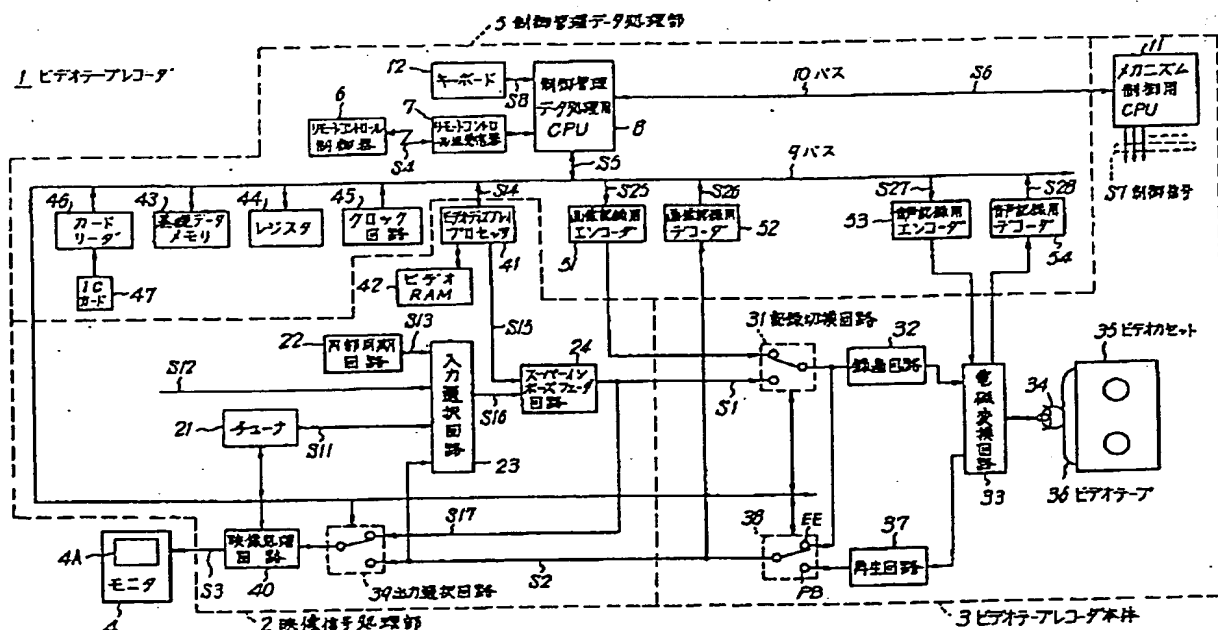 5 制御管理データ処理部
1 ビデオテープレコーダ
12
キーボード
S8
制御管理
データ処理用
CPU
8
10 バス
S6
11
メカニズム
制御用
CPU
S7 制御信号
6
リモートコントロール
制御器
S4
7
リモートコントロ
ール送受信器
S5
9 バス
46
カード
リーダ
43
基礎データ
メモリ
44
レジスタ
45
クロック
回路
S14
ビデオディスプレイ
プロセッサ
41
S25
画像記録用
エンコーダ
51
S26
画像記録用
デコーダ
52
S27
音声記録用
エンコーダ
53
S28
音声記録用
デコーダ
54
ICカード
47
42
ビデオ
RAM
S15
22
内部同期
回路
S13
S12
21
チューナ
S11
入力選択回路
23
S16
24
スーパーイン
ポーズフェーダ
回路
31 記録切換回路
S1
32
録画回路
電磁変換回路
33
34
35 ビデオカセット
36 ビデオテープ
S17
S2
38
EE
PB
37
再生回路
4A
モニタ
4
S3
映像処理
回路
40
39 出力選択回路
2 映像信号処理部
3 ビデオテープレコーダ本体